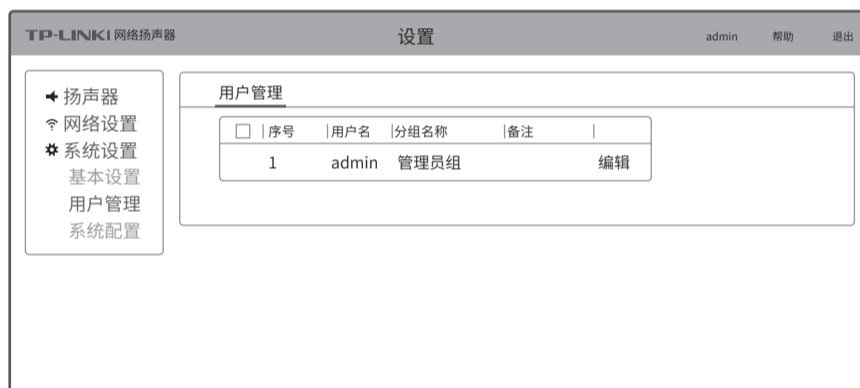 TP-LINK| 网络扬声器 设置 admin 帮助 退出
扬声器
网络设置
系统设置
基本设置
用户管理
系统配置
用户管理
序号 用户名 分组名称 备注
1 admin 管理员组 编辑